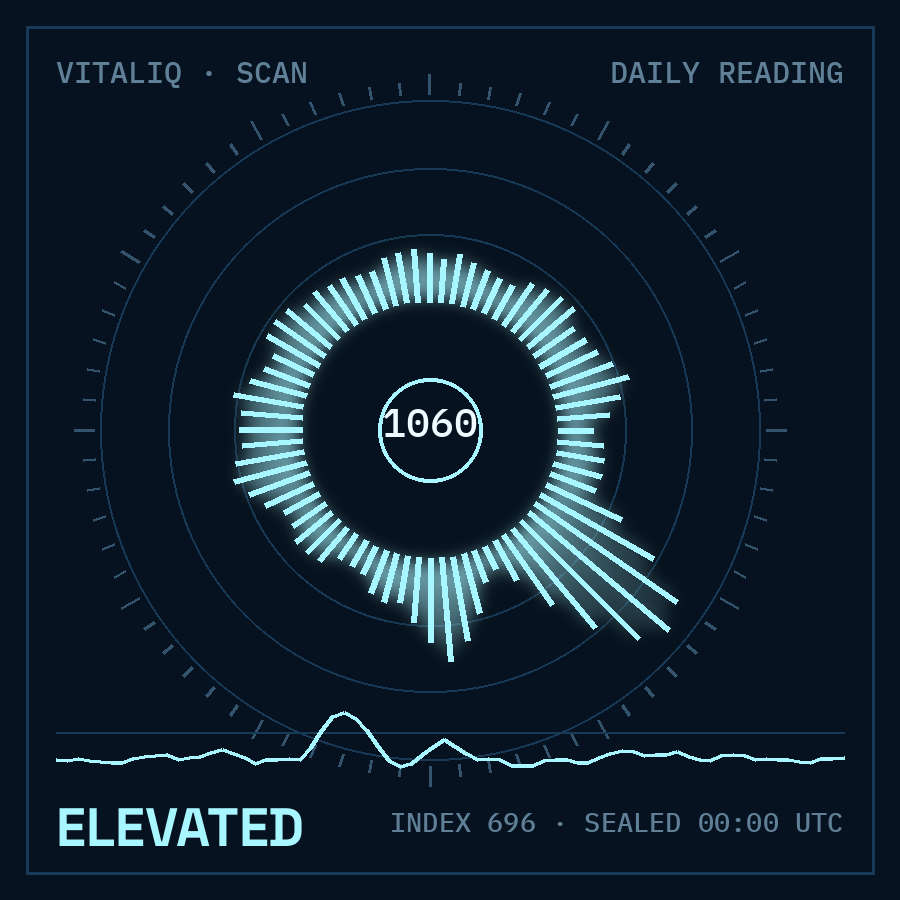 VITALIQ · SCAN
DAILY READING
1060
ELEVATED
INDEX 696 · SEALED 00:00 UTC